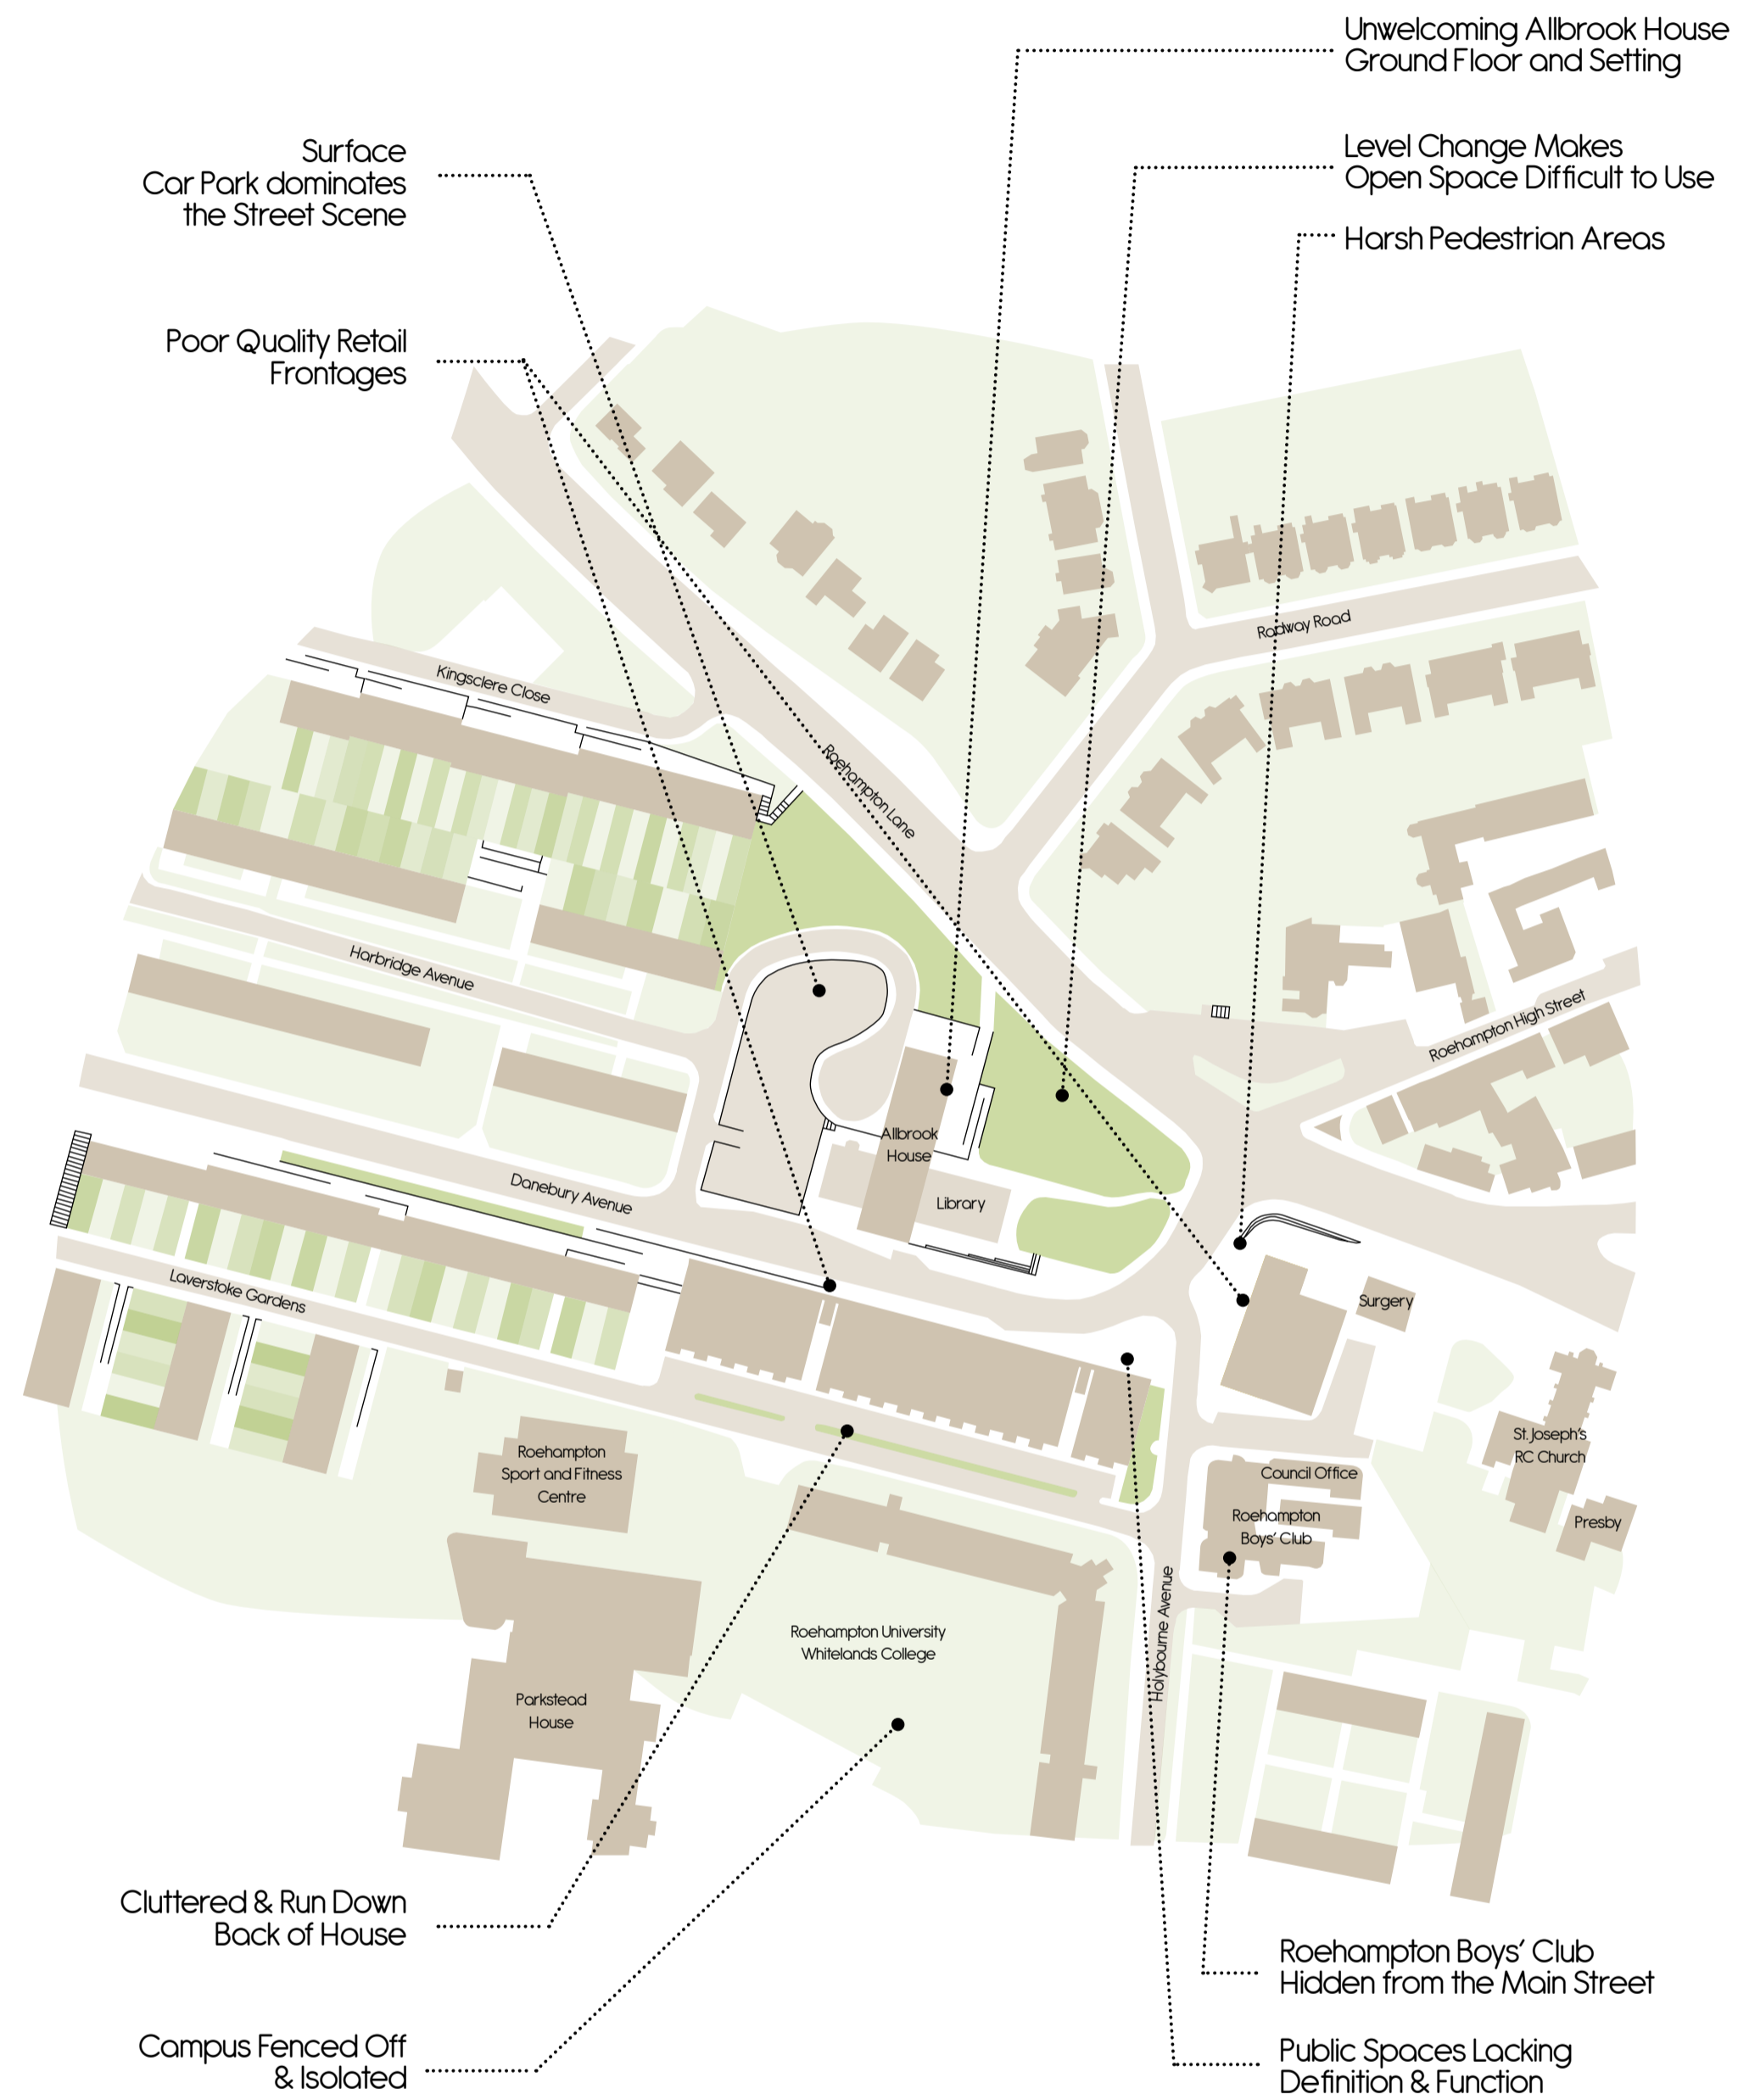 Unwelcoming Allbrook House
Ground Floor and Setting
Surface
Car Park dominates
the Street Scene
Level Change Makes
Open Space Difficult to Use
Harsh Pedestrian Areas
Poor Quality Retail
Frontages
Radway Road
Kingsclere Close
Roehampton Lane
Harbridge Avenue
Roehampton High Street
Allbrook
House
Danebury Avenue
Library
Laverstoke Gardens
Surgery
St. Joseph's
RC Church
Roehampton
Sport and Fitness
Centre
Council Office
Roehampton
Boys' Club
Presby
Holybourne Avenue
Roehampton University
Whitelands College
Parkstead
House
Cluttered & Run Down
Back of House
Roehampton Boys' Club
Hidden from the Main Street
Campus Fenced Off
& Isolated
Public Spaces Lacking
Definition & Function